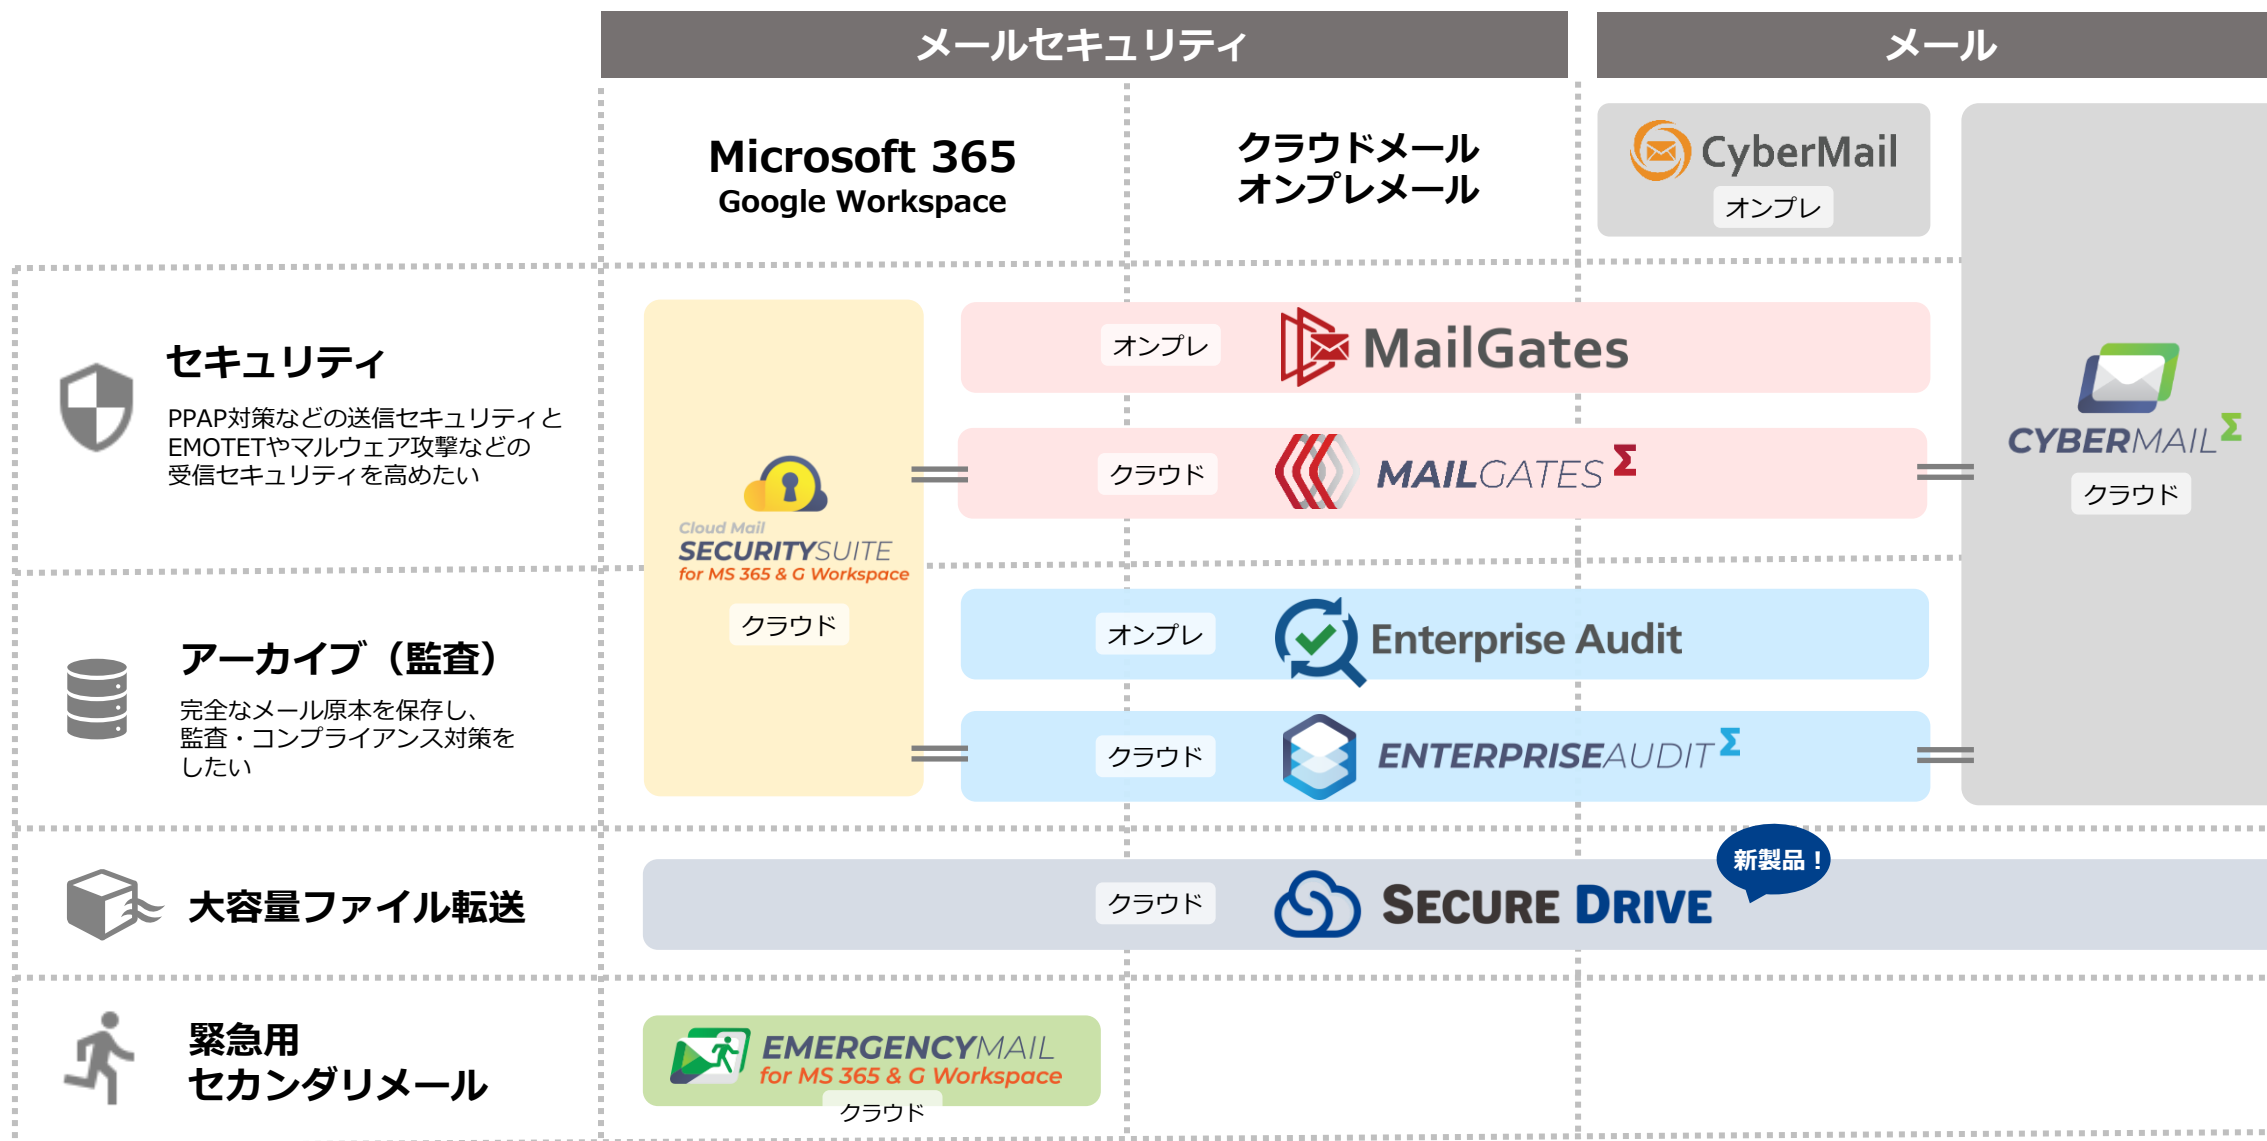 メールセキュリティ
メール
Microsoft 365
Google Workspace
クラウドメール
オンプレメール
CyberMail
オンプレ
セキュリティ
PPAP対策などの送信セキュリティと
EMOTETやマルウェア攻撃などの
受信セキュリティを高めたい
Cloud Mail
SECURITYSUITE
for MS 365 & G Workspace
クラウド
オンプレ
MailGates
クラウド
MAILGATES Σ
CYBERMAIL Σ
クラウド
アーカイブ（監査）
完全なメール原本を保存し、
監査・コンプライアンス対策を
したい
オンプレ
Enterprise Audit
クラウド
ENTERPRISEAUDIT Σ
大容量ファイル転送
クラウド
SECURE DRIVE
新製品！
緊急用
セカンダリメール
EMERGENCYMAIL
for MS 365 & G Workspace
クラウド